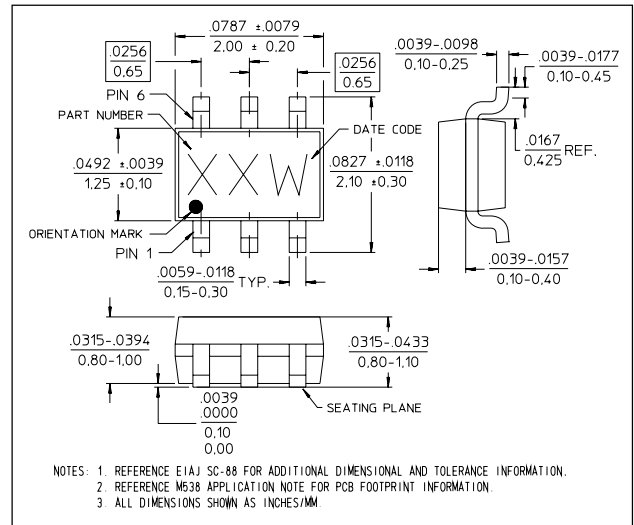 .0787 ±.0079
2.00 ± 0.20
.0256
0.65
.0256
0.65
.0039-.0098
0,10-0,25
.0039-.0177
0,10-0,45
PIN 6
PART NUMBER
DATE CODE
.0167
0,425 REF.
.0492 ±.0039
1,25 ±0,10
XXW
.0827 ±.0118
2,10 ±0,30
ORIENTATION MARK
PIN 1
.0059-.0118
0,15-0,30 TYP.
.0039-.0157
0,10-0,40
.0315-.0394
0,80-1,00
.0315-.0433
0,80-1,10
.0039
.0000
0,10
0,00
SEATING PLANE
NOTES: 1. REFERENCE EIAJ SC-88 FOR ADDITIONAL DIMENSIONAL AND TOLERANCE INFORMATION.
2. REFERENCE M538 APPLICATION NOTE FOR PCB FOOTPRINT INFORMATION.
3. ALL DIMENSIONS SHOWN AS INCHES/MM.